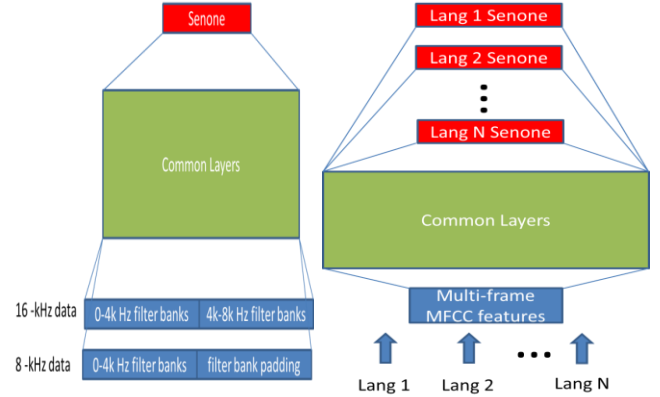 Senone
Common Layers
16 -kHz data
0-4k Hz filter banks
4k-8k Hz filter banks
8 -kHz data
0-4k Hz filter banks
filter bank padding
Lang 1 Senone
Lang 2 Senone
Lang N Senone
Common Layers
Multi-frame
MFCC features
Lang 1
Lang 2
Lang N